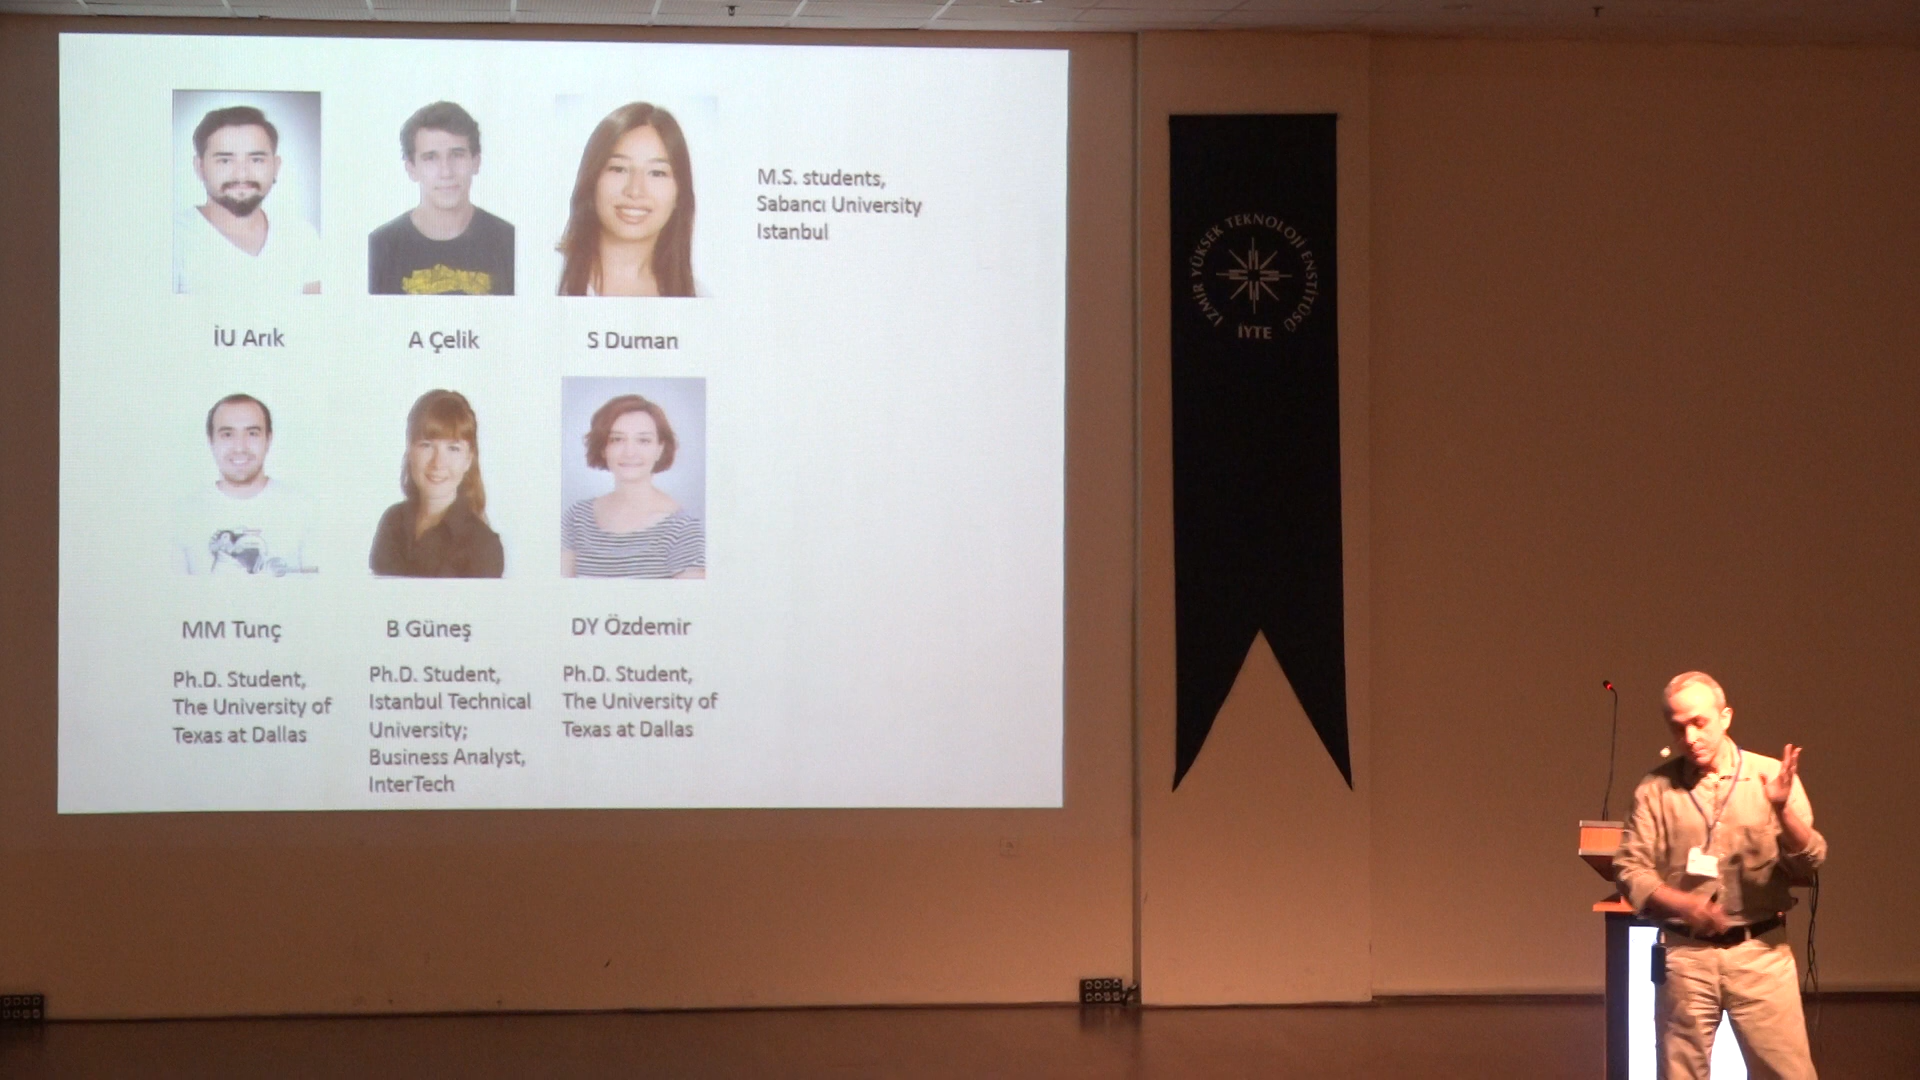 M.S. students,
Sabancı University
Istanbul
İU Arık
A Çelik
S Duman
MM Tunç
B Güneş
DY Özdemir
Ph.D. Student,
The University of
Texas at Dallas
Ph.D. Student,
Istanbul Technical
University;
Business Analyst,
InterTech
Ph.D. Student,
The University of
Texas at Dallas
İZMİR YÜKSEK TEKNOLOJİ ENSTİTÜSÜ
İYTE